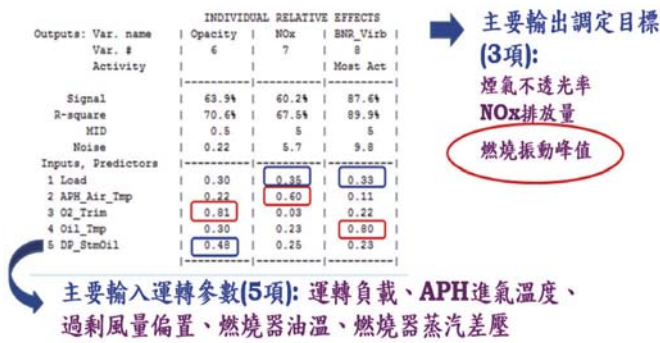 INDIVIDUAL RELATIVE EFFECTS
Outputs: Var. name | Opacity | NOx | BNR_Virb |
Var. # | 6 | 7 | 8
Activity | | | Most Act |
Signal | 63.9% | 60.2% | 87.6% |
R-square | 70.6% | 67.5% | 89.9% |
MID | 0.5 | 5 | 5 |
Noise | 0.22 | 5.7 | 9.8 |
Inputs, Predictors
1 Load | 0.30 | 0.35 | 0.33 |
2 APH_Air_Tmp | 0.22 | 0.60 | 0.11 |
3 O2_Trim | 0.81 | 0.03 | 0.22 |
4 Oil_Tmp | 0.30 | 0.23 | 0.80 |
5 DP_StmOil | 0.48 | 0.25 | 0.23 |
主要輸出調定目標
(3項):
煙氣不透光率
NOx排放量
燃燒振動峰值
主要輸入運轉參數(5項): 運轉負載、APH進氣溫度、
過剩風量偏置、燃燒器油溫、燃燒器蒸汽差壓